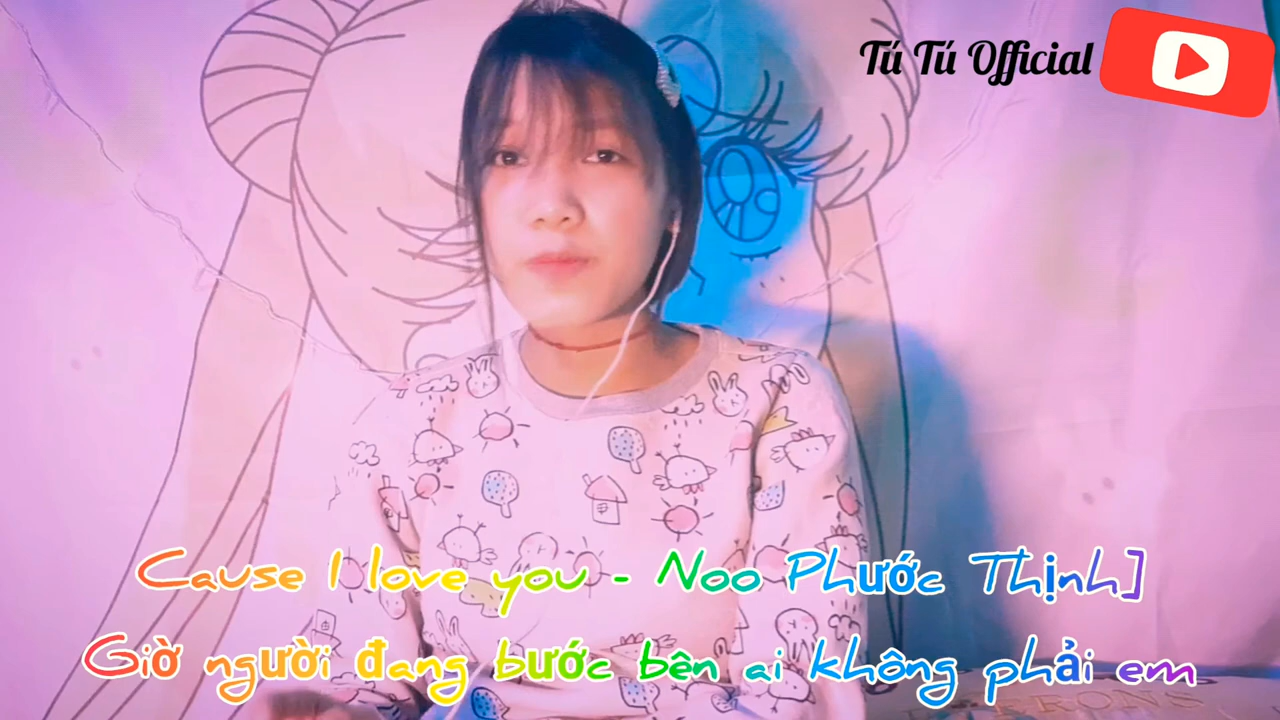 Tú Tú Official
Cause I love you - Noo Phước Thịnh]
Giờ người đang bước bên ai không phải em